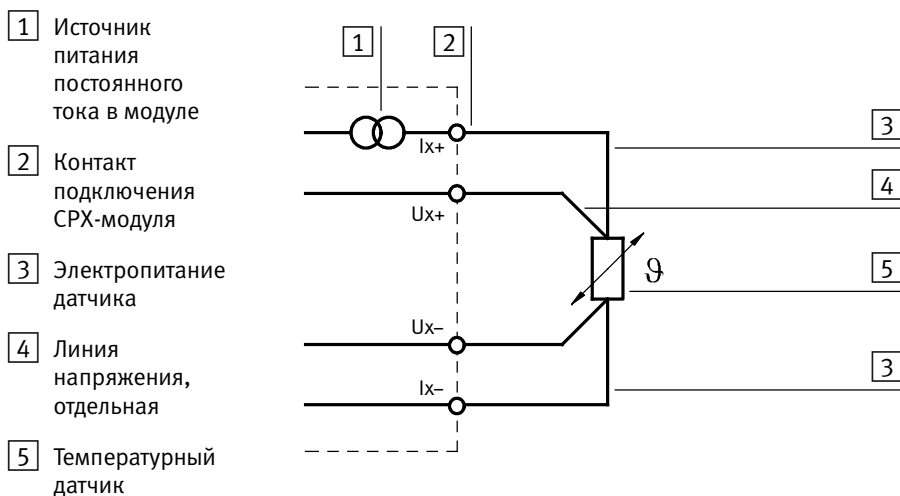 1 Источник
питания
постоянного
тока в модуле
2 Контакт
подключения
CPX-модуля
3 Электропитание
датчика
4 Линия
напряжения,
отдельная
5 Температурный
датчик
1
2
Ix+
3
Ux+
4
ϑ
5
Ux–
3
Ix–